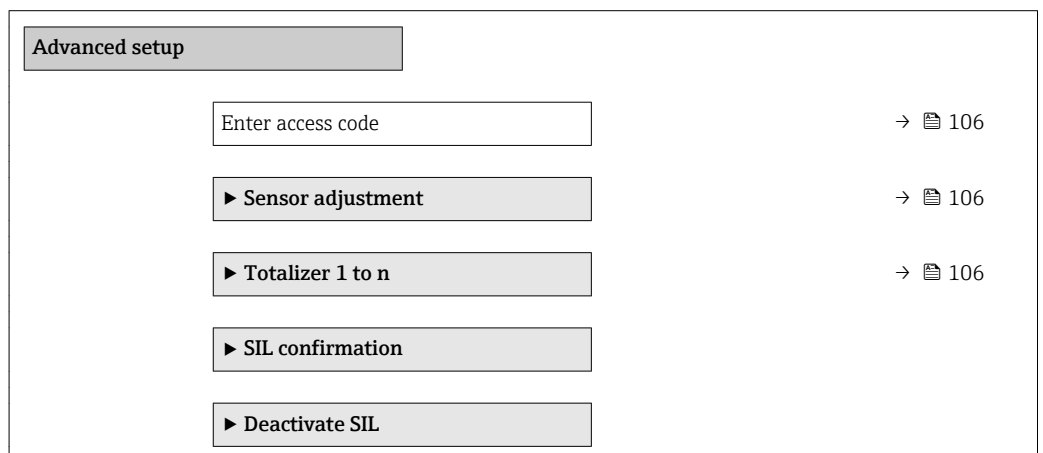 Advanced setup
Enter access code → 106
► Sensor adjustment → 106
► Totalizer 1 to n → 106
► SIL confirmation
► Deactivate SIL